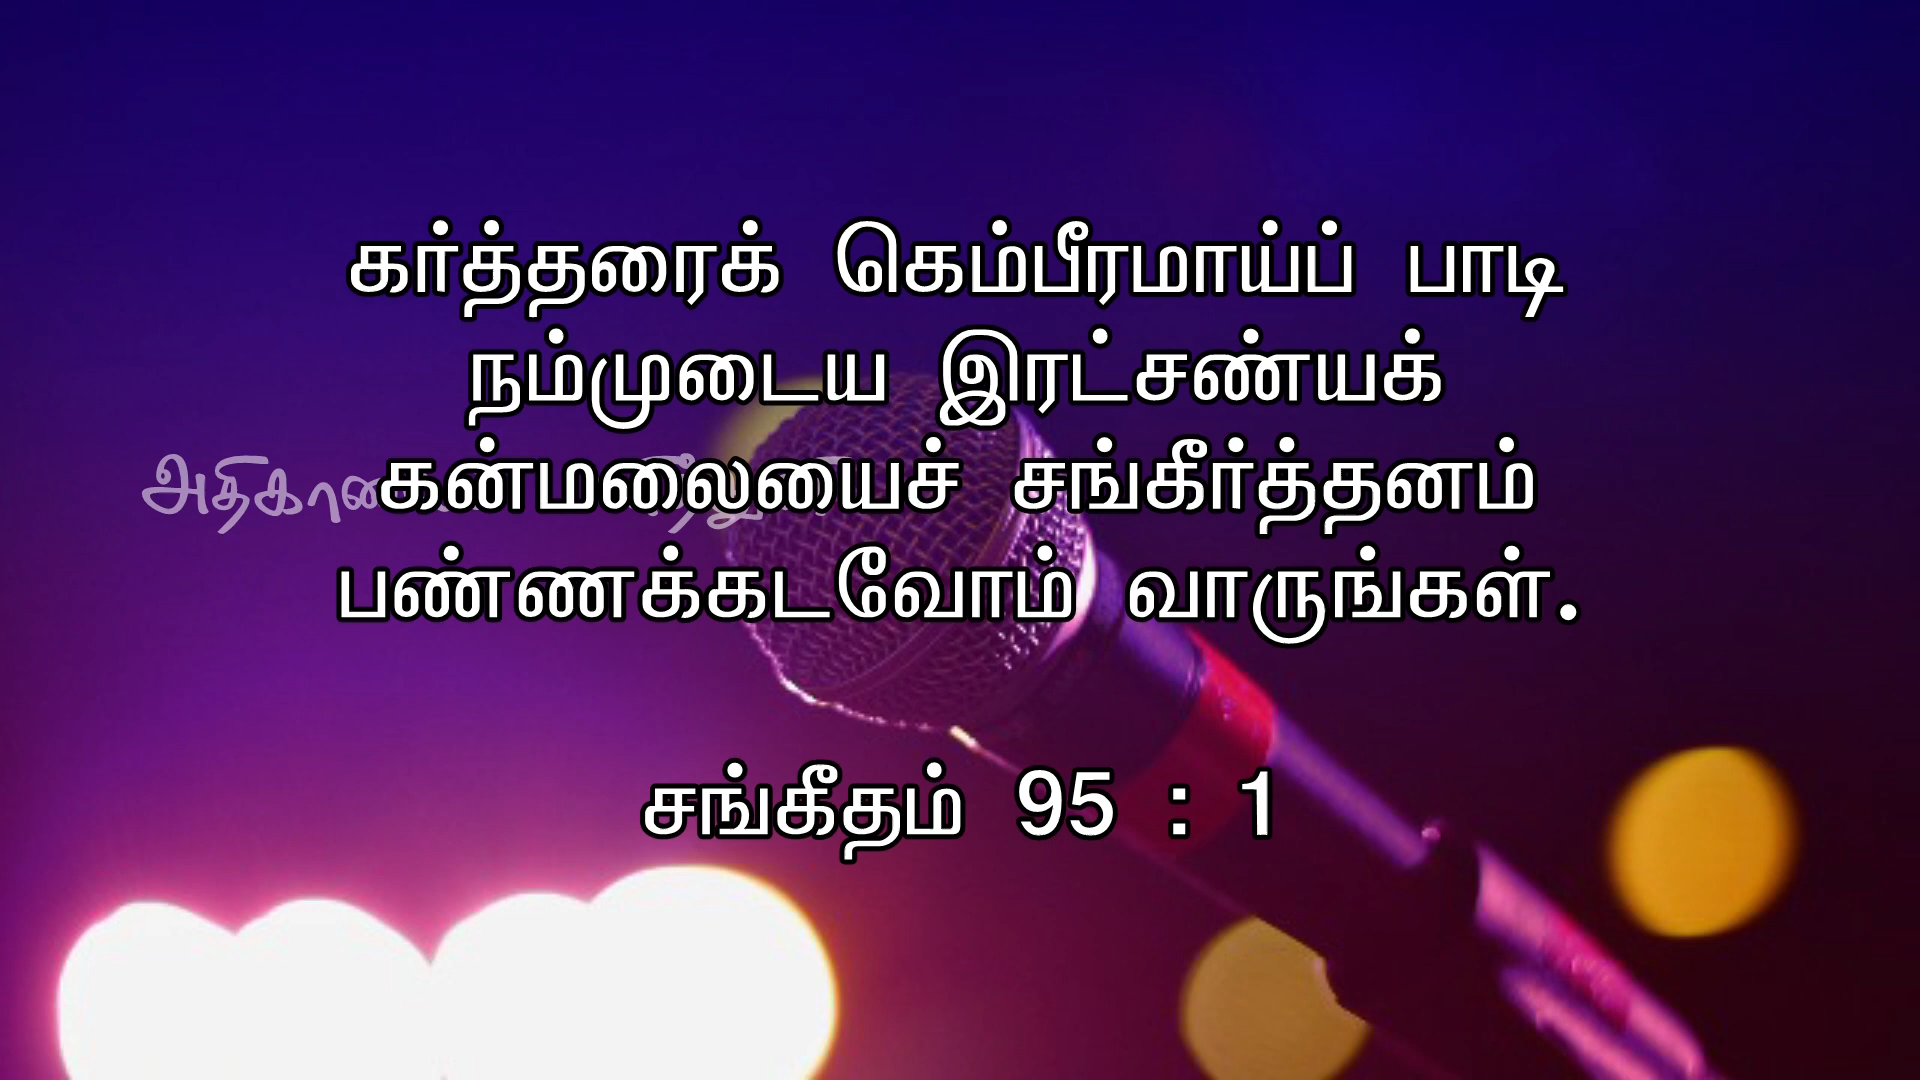 கர்த்தரைக் கெம்பீரமாய்ப் பாடி
நம்முடைய இரட்சண்யக்
கன்மலையைச் சங்கீர்த்தனம்
பண்ணக்கடவோம் வாருங்கள்.
சங்கீதம் 95 : 1